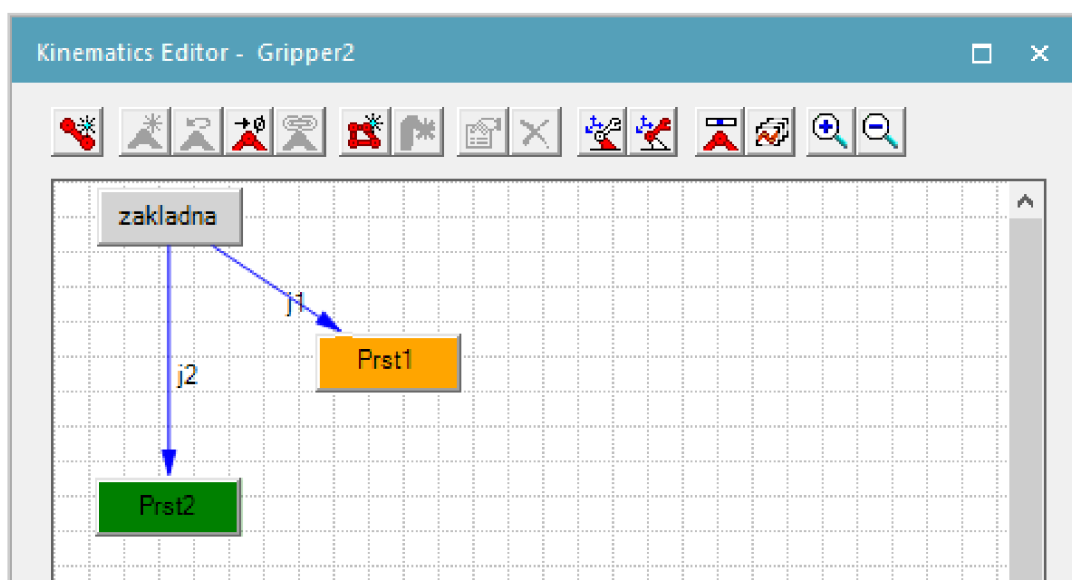 Kinematics Editor - Gripper2
zakladna
j1
Prst1
j2
Prst2